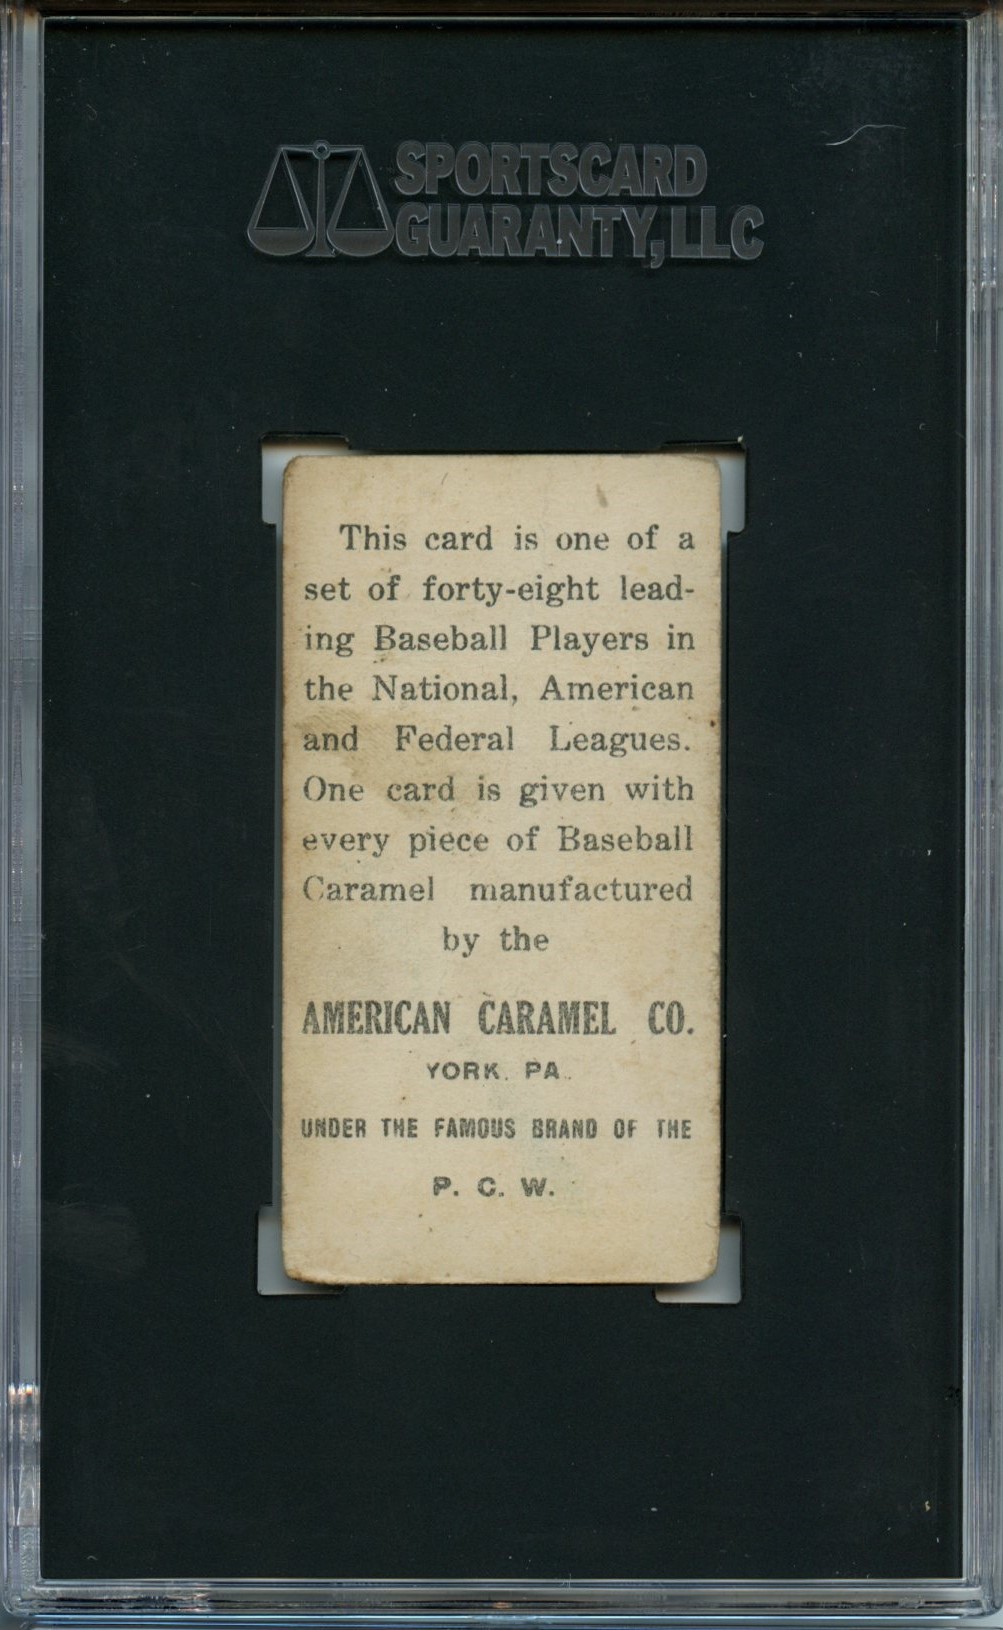 SPORTSCARD
GUARANTY, LLC
This card is one of a
set of forty-eight lead-
ing Baseball Players in
the National, American
and Federal Leagues.
One card is given with
every piece of Baseball
Caramel manufactured
by the
AMERICAN CARAMEL CO.
YORK, PA.
UNDER THE FAMOUS BRAND OF THE
P. C. W.